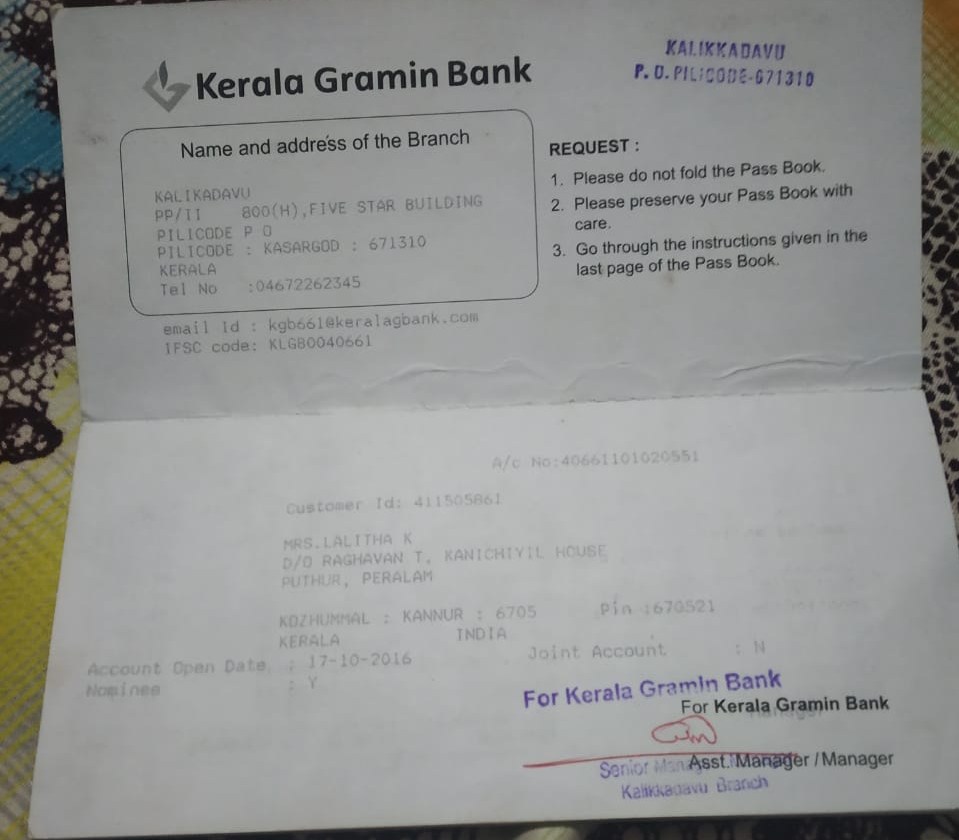 Kerala Gramin Bank
KALIKKADAVU
P. O. PILICODE-671310
Name and address of the Branch
KALIKADAVU
PP/II 800(H),FIVE STAR BUILDING
PILICODE P O
PILICODE : KASARGOD : 671310
KERALA
Tel No :04672262345
email Id : kgb661@keralagbank.com
IFSC code: KLGB0040661
REQUEST :
1. Please do not fold the Pass Book.
2. Please preserve your Pass Book with
care.
3. Go through the instructions given in the
last page of the Pass Book.
A/c No:40661101020551
Customer Id: 411505861
MRS.LALITHA K
D/O RAGHAVAN T, KANICHIYIL HOUSE
PUTHUR, PERALAM
KOZHUMMAL : KANNUR : 6705 Pin :670521
KERALA INDIA
Account Open Date : 17-10-2016 Joint Account : N
Nominee : Y
For Kerala Gramin Bank
For Kerala Gramin Bank
Asst. Manager / Manager
Senior Manager
Kalikkadavu Branch